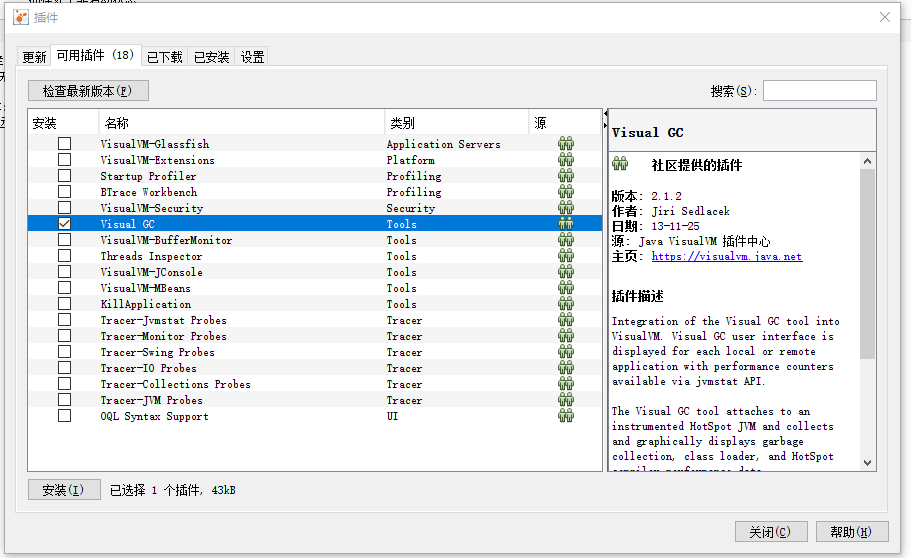 插件
更新 可用插件 (18) 已下载 已安装 设置
检查最新版本(F) 搜索(S):
安装 名称 类别 源
VisualVM-Glassfish Application Servers
VisualVM-Extensions Platform
Startup Profiler Profiling
BTrace Workbench Profiling
VisualVM-Security Security
Visual GC Tools
VisualVM-BufferMonitor Tools
Threads Inspector Tools
VisualVM-JConsole Tools
VisualVM-MBeans Tools
KillApplication Tools
Tracer-Jvmstat Probes Tracer
Tracer-Monitor Probes Tracer
Tracer-Swing Probes Tracer
Tracer-IO Probes Tracer
Tracer-Collections Probes Tracer
Tracer-JVM Probes Tracer
OQL Syntax Support UI
Visual GC
社区提供的插件
版本: 2.1.2
作者: Jiri Sedlacek
日期: 13-11-25
源: Java VisualVM 插件中心
主页: https://visualvm.java.net
插件描述
Integration of the Visual GC tool into
VisualVM. Visual GC user interface is
displayed for each local or remote
application with performance counters
available via jvmstat API.
The Visual GC tool attaches to an
instrumented HotSpot JVM and collects
and graphically displays garbage
collection, class loader, and HotSpot
compiler performance data.
安装(I) 已选择 1 个插件, 43kB
关闭(C) 帮助(H)